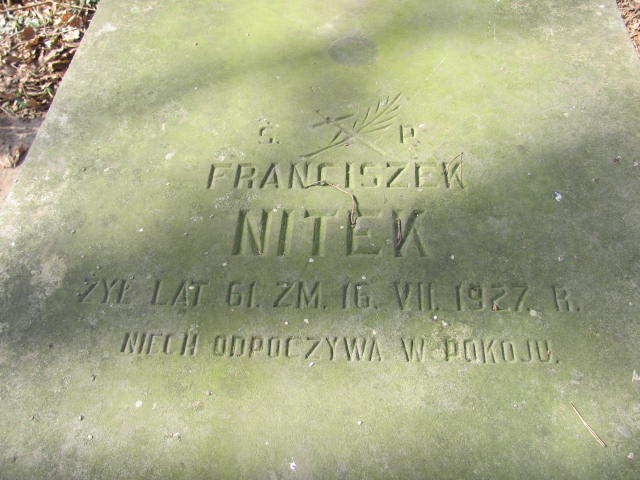 Ś. P.
FRANCISZEK
NITEK
ŻYŁ LAT 61. ZM. 16. VII. 1927. R.
NIECH ODPOCZYWA W POKOJU.